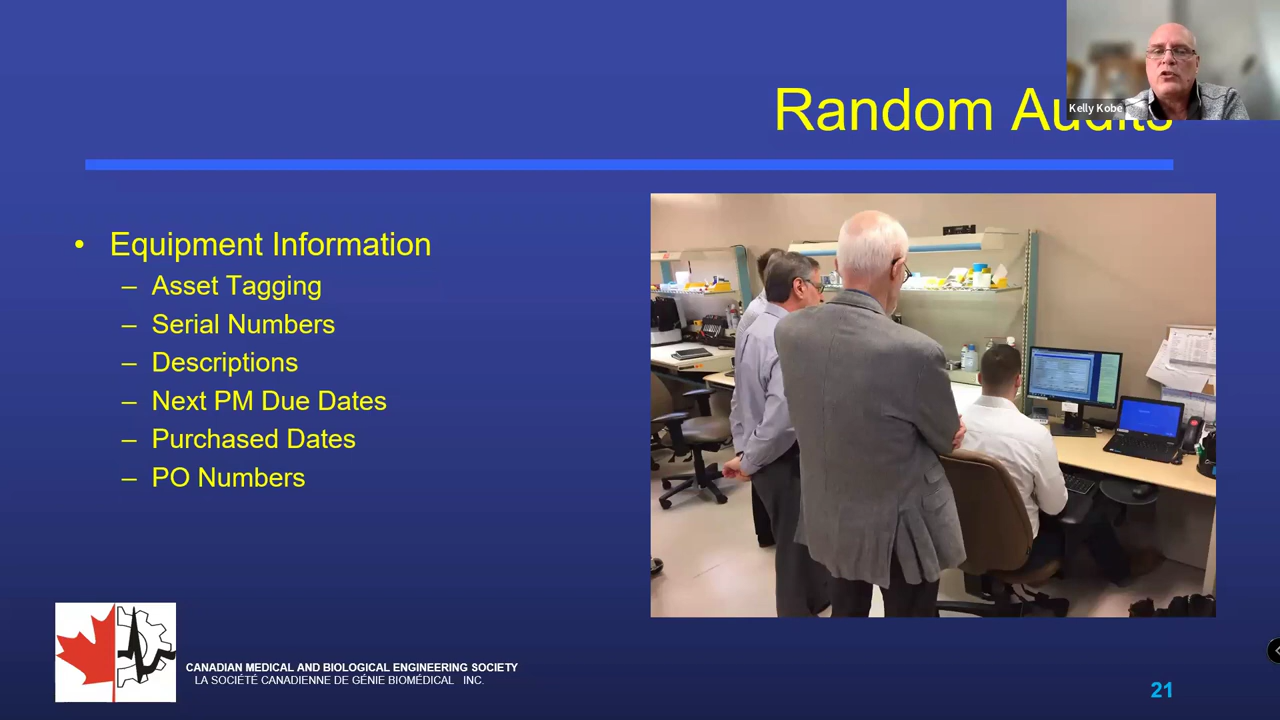 Kelly Kobe
Random Audits
• Equipment Information
– Asset Tagging
– Serial Numbers
– Descriptions
– Next PM Due Dates
– Purchased Dates
– PO Numbers
CANADIAN MEDICAL AND BIOLOGICAL ENGINEERING SOCIETY
LA SOCIÉTÉ CANADIENNE DE GÉNIE BIOMÉDICAL INC.
21